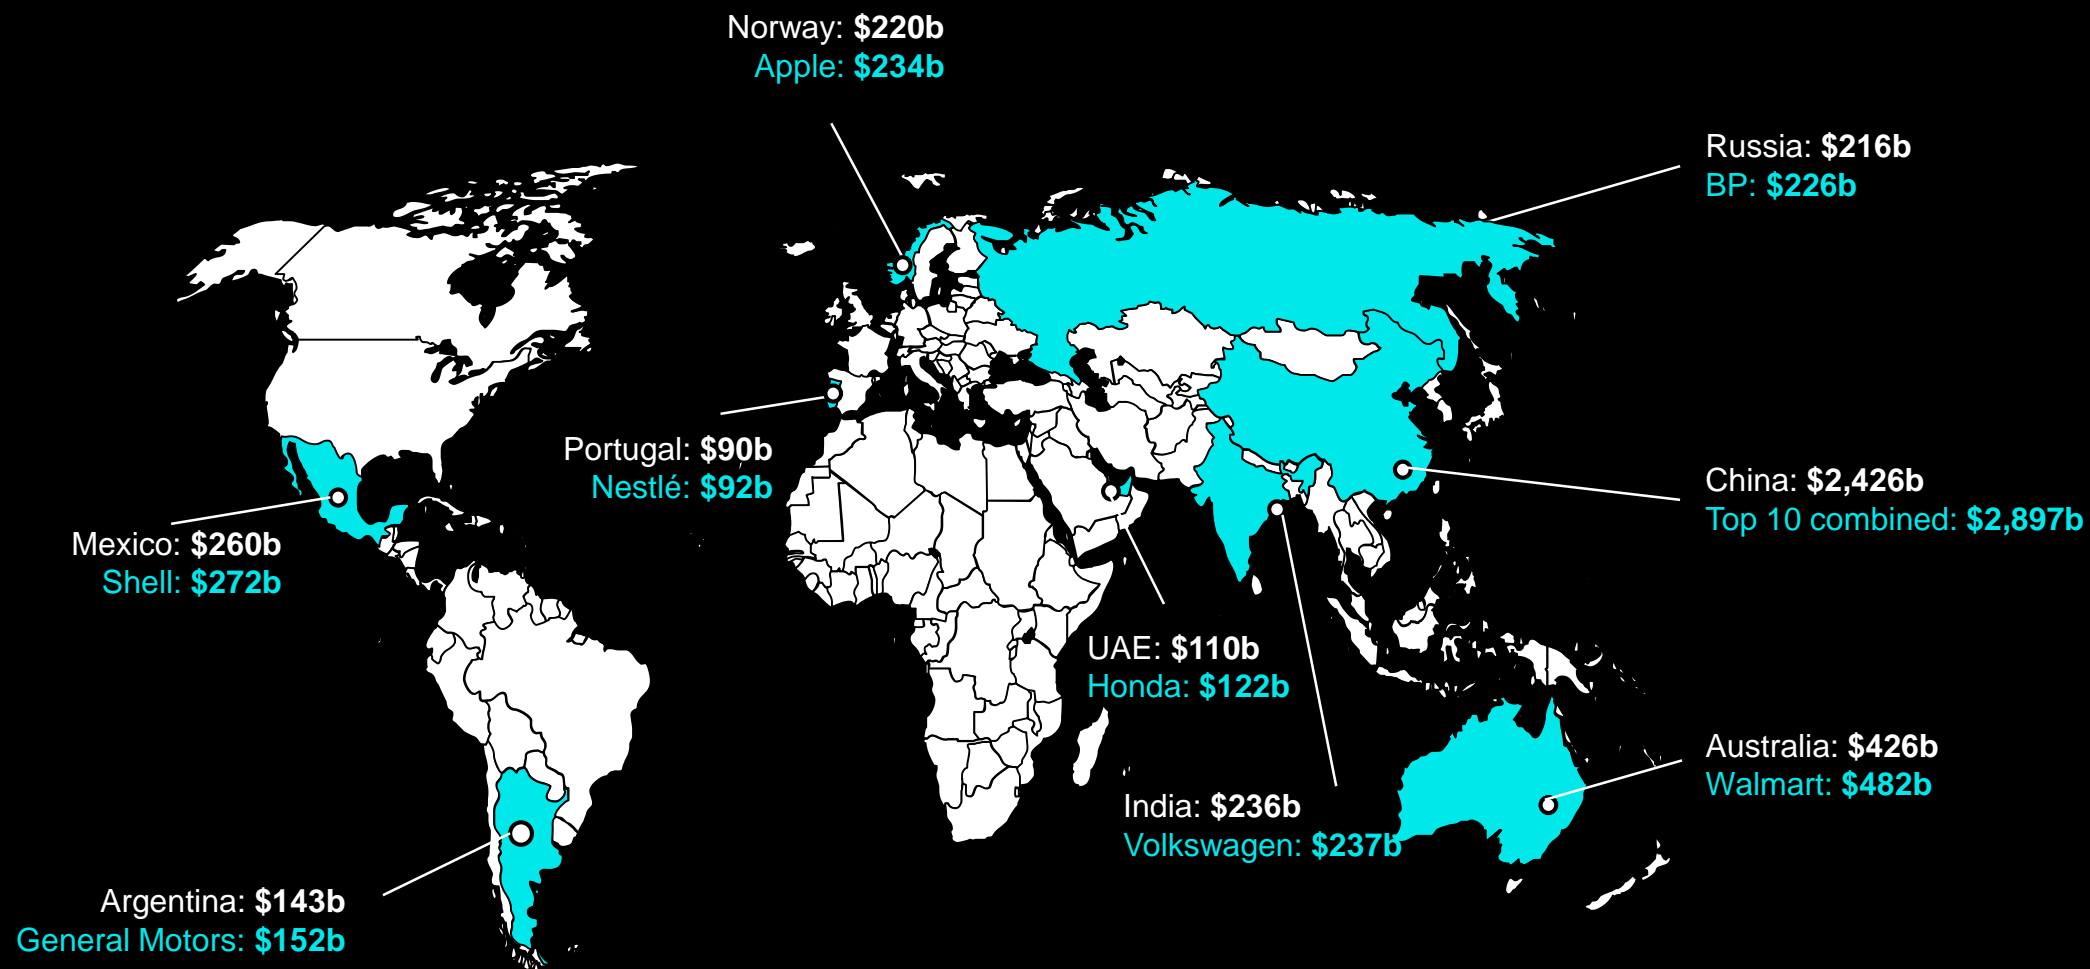 Norway: $220b
Apple: $234b
Russia: $216b
BP: $226b
Portugal: $90b
Nestlé: $92b
China: $2,426b
Top 10 combined: $2,897b
Mexico: $260b
Shell: $272b
UAE: $110b
Honda: $122b
Australia: $426b
Walmart: $482b
India: $236b
Volkswagen: $237b
Argentina: $143b
General Motors: $152b